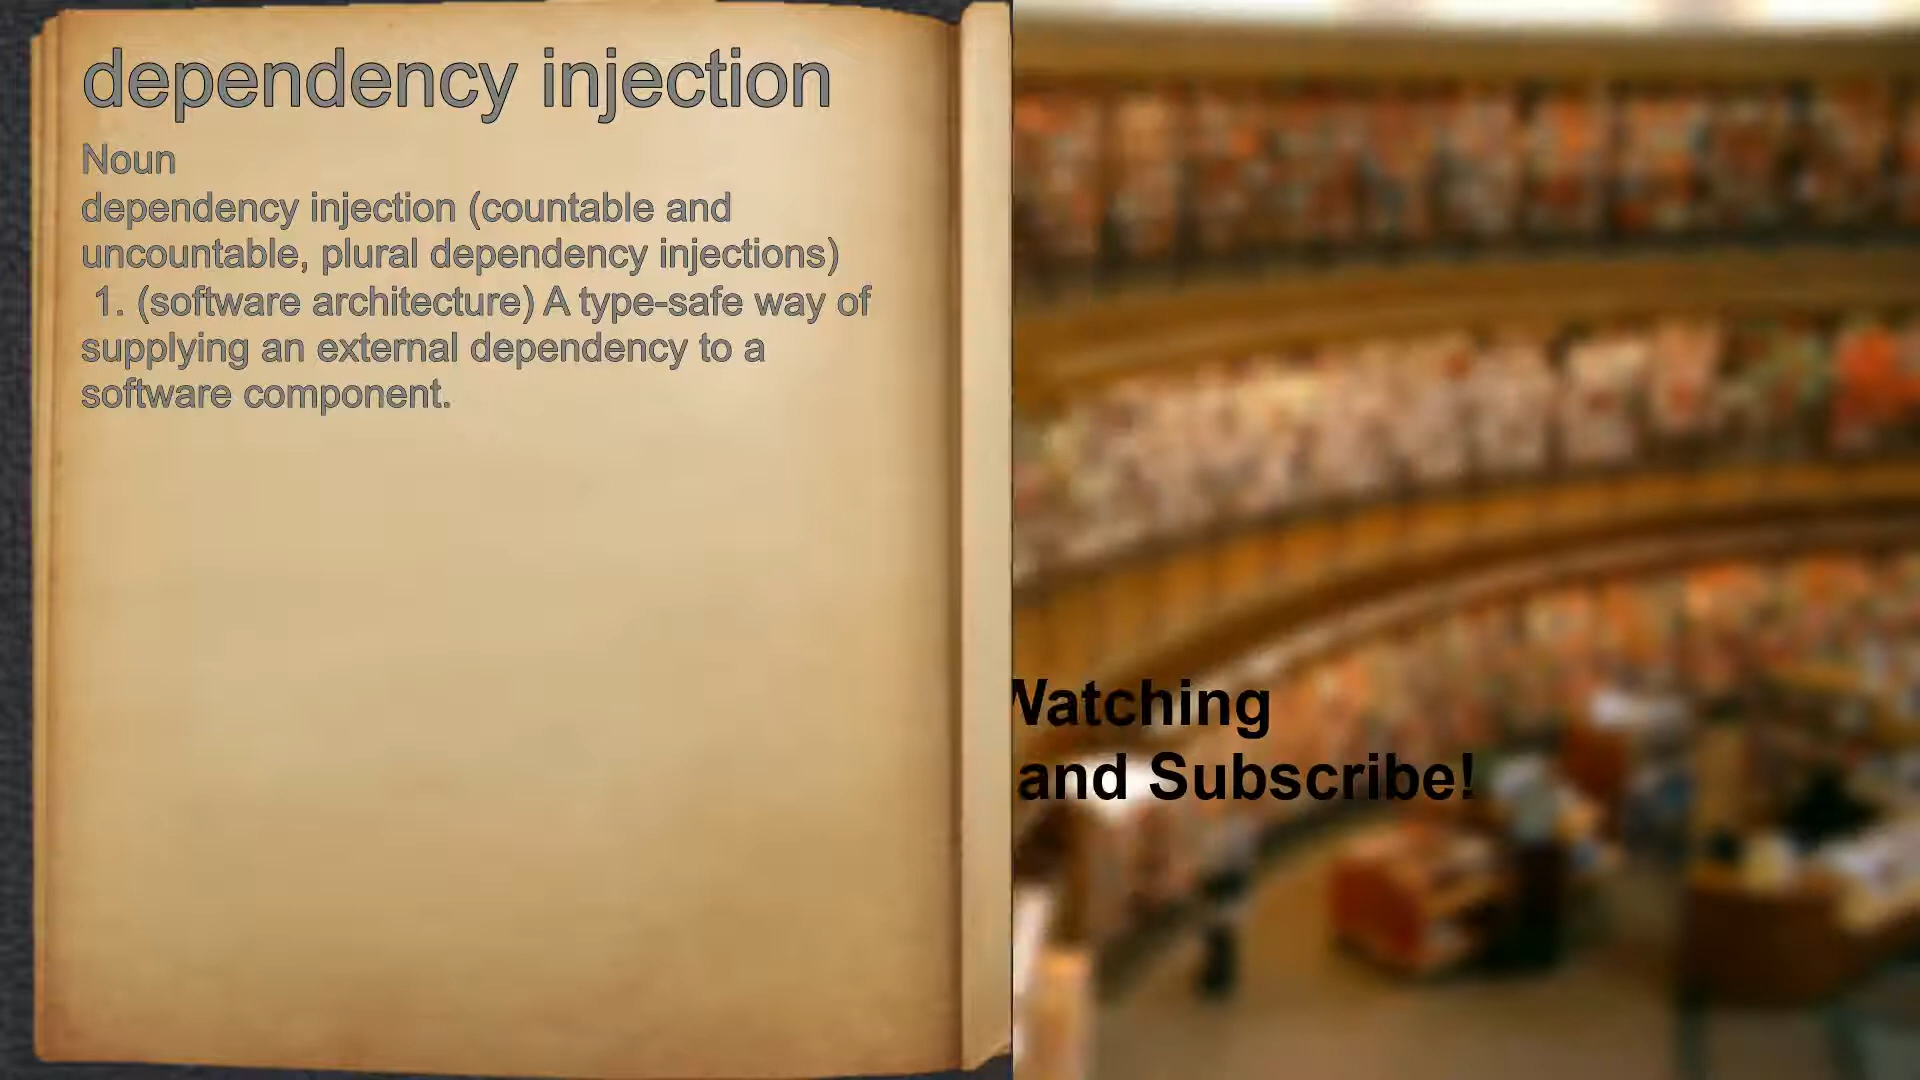 dependency injection
Noun
dependency injection (countable and
uncountable, plural dependency injections)
1. (software architecture) A type-safe way of
supplying an external dependency to a
software component.
Watching
and Subscribe!